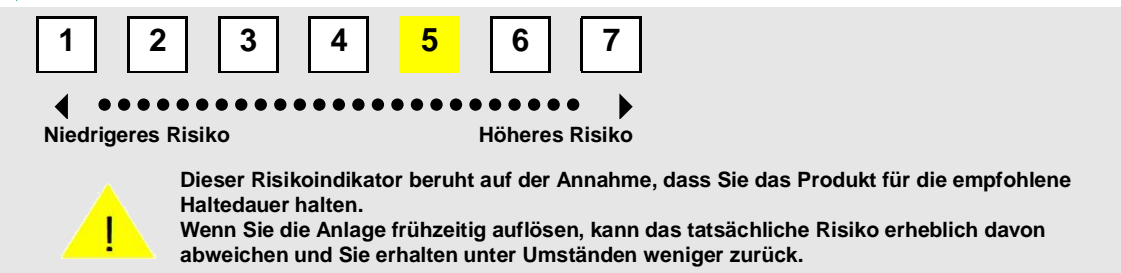 1 2 3 4 5 6 7
Niedrigeres Risiko Höheres Risiko
Dieser Risikoindikator beruht auf der Annahme, dass Sie das Produkt für die empfohlene
Haltedauer halten.
Wenn Sie die Anlage frühzeitig auflösen, kann das tatsächliche Risiko erheblich davon
abweichen und Sie erhalten unter Umständen weniger zurück.
!